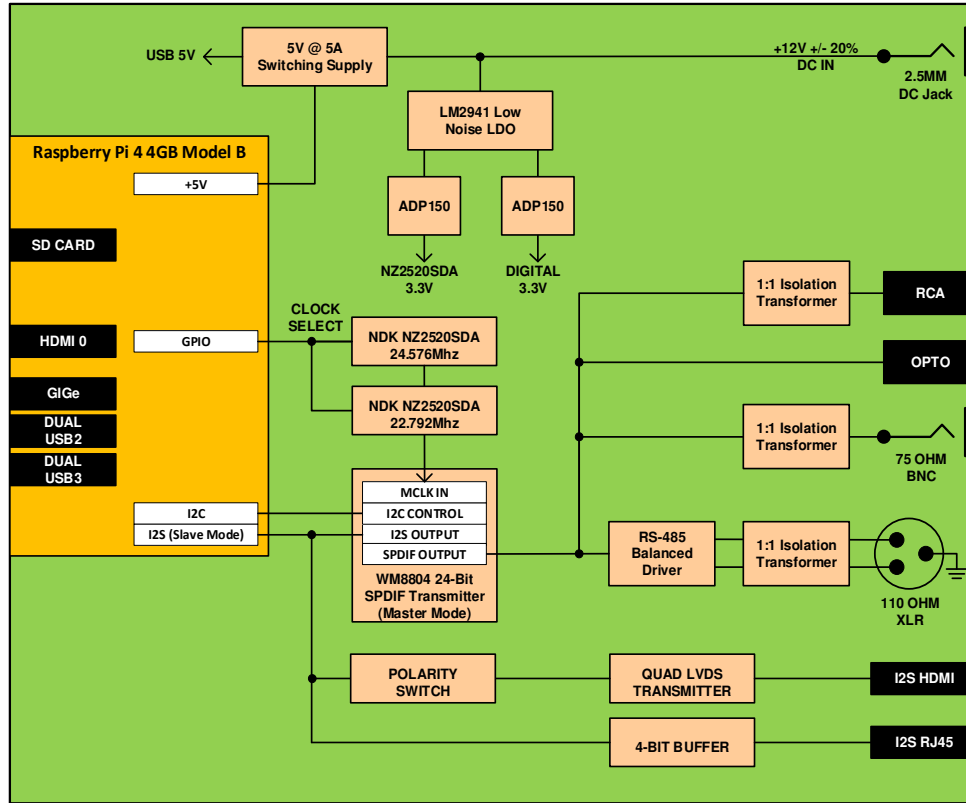 USB 5V
5V @ 5A
Switching Supply
+12V +/- 20%
DC IN
2.5MM
DC Jack
LM2941 Low
Noise LDO
Raspberry Pi 4 4GB Model B
+5V
ADP150
ADP150
SD CARD
NZ2520SDA
3.3V
DIGITAL
3.3V
1:1 Isolation
Transformer
RCA
CLOCK
SELECT
HDMI 0
GPIO
NDK NZ2520SDA
24.576Mhz
OPTO
GIGe
DUAL
USB2
NDK NZ2520SDA
22.792Mhz
1:1 Isolation
Transformer
75 OHM
BNC
DUAL
USB3
MCLK IN
I2C
I2C CONTROL
I2S (Slave Mode)
I2S OUTPUT
SPDIF OUTPUT
RS-485
Balanced
Driver
1:1 Isolation
Transformer
WM8804 24-Bit
SPDIF Transmitter
(Master Mode)
110 OHM
XLR
POLARITY
SWITCH
QUAD LVDS
TRANSMITTER
I2S HDMI
4-BIT BUFFER
I2S RJ45